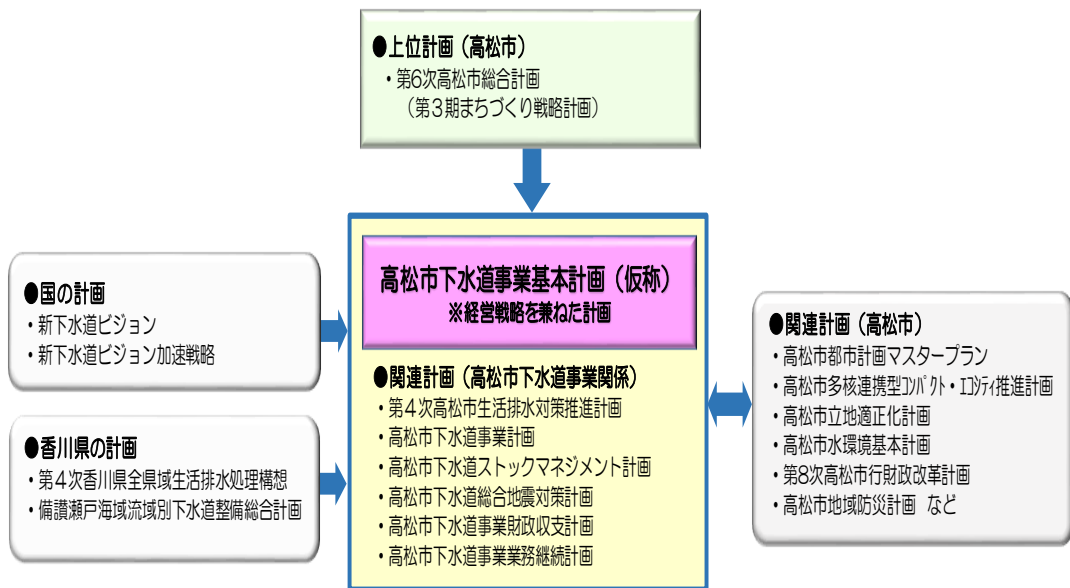 ●上位計画（高松市）
・第6次高松市総合計画
（第３期まちづくり戦略計画）
●国の計画
・新下水道ビジョン
・新下水道ビジョン加速戦略
●香川県の計画
・第４次香川県全県域生活排水処理構想
・備讃瀬戸海域流域別下水道整備総合計画
高松市下水道事業基本計画（仮称）
※経営戦略を兼ねた計画
●関連計画（高松市下水道事業関係）
・第４次高松市生活排水対策推進計画
・高松市下水道事業計画
・高松市下水道ストックマネジメント計画
・高松市下水道総合地震対策計画
・高松市下水道事業財政収支計画
・高松市下水道事業業務継続計画
●関連計画（高松市）
・高松市都市計画マスタープラン
・高松市多核連携型ｺﾝﾊﾟｸﾄ・ｴｺｼﾃｨ推進計画
・高松市立地適正化計画
・高松市水環境基本計画
・第8次高松市行財政改革計画
・高松市地域防災計画 など